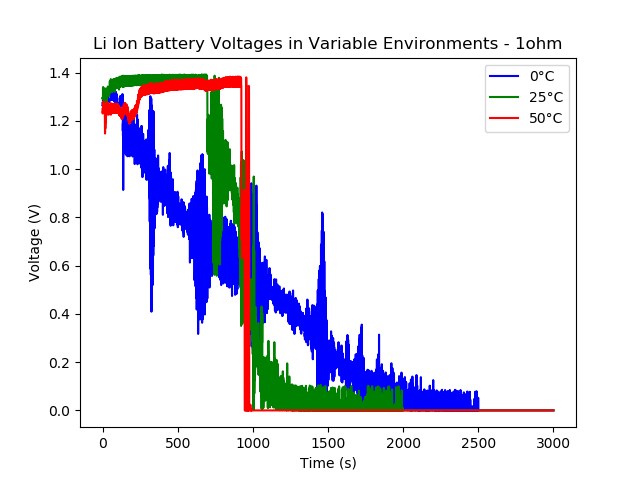 Li Ion Battery Voltages in Variable Environments - 1ohm
0°C
25°C
50°C
Voltage (V)
1.4
1.2
1.0
0.8
0.6
0.4
0.2
0.0
0
500
1000
1500
2000
2500
3000
Time (s)